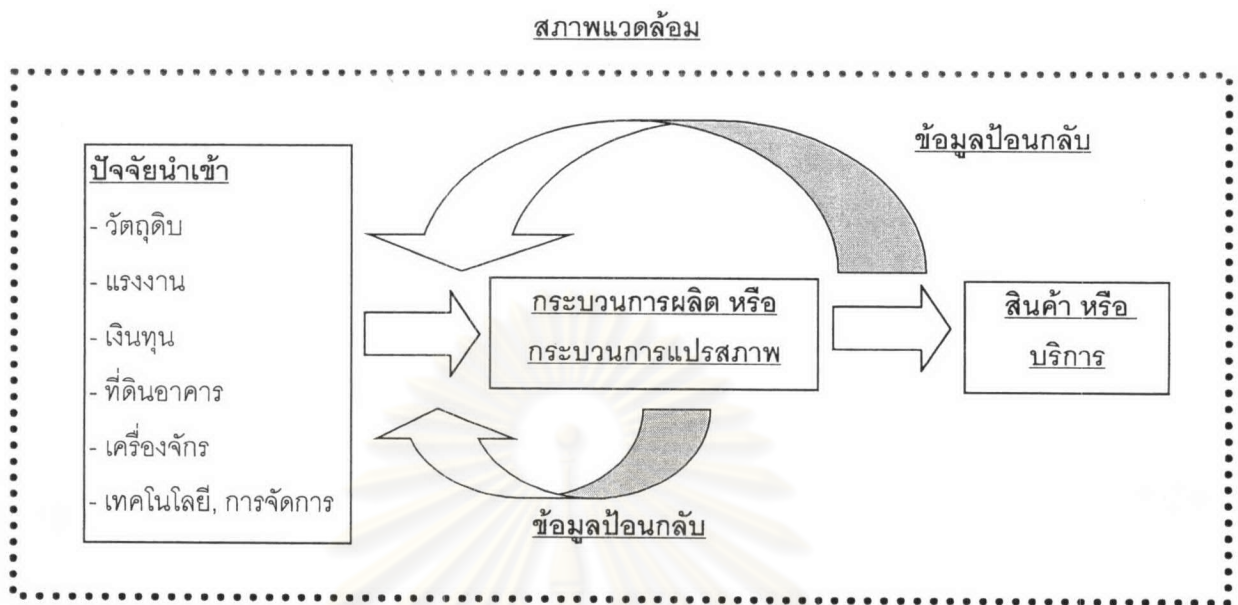 สภาพแวดล้อม
ข้อมูลป้อนกลับ
ปัจจัยนำเข้า
- วัตถุดิบ
- แรงงาน
- เงินทุน
- ที่ดินอาคาร
- เครื่องจักร
- เทคโนโลยี, การจัดการ
กระบวนการผลิต หรือ
กระบวนการแปรสภาพ
สินค้า หรือ
บริการ
ข้อมูลป้อนกลับ